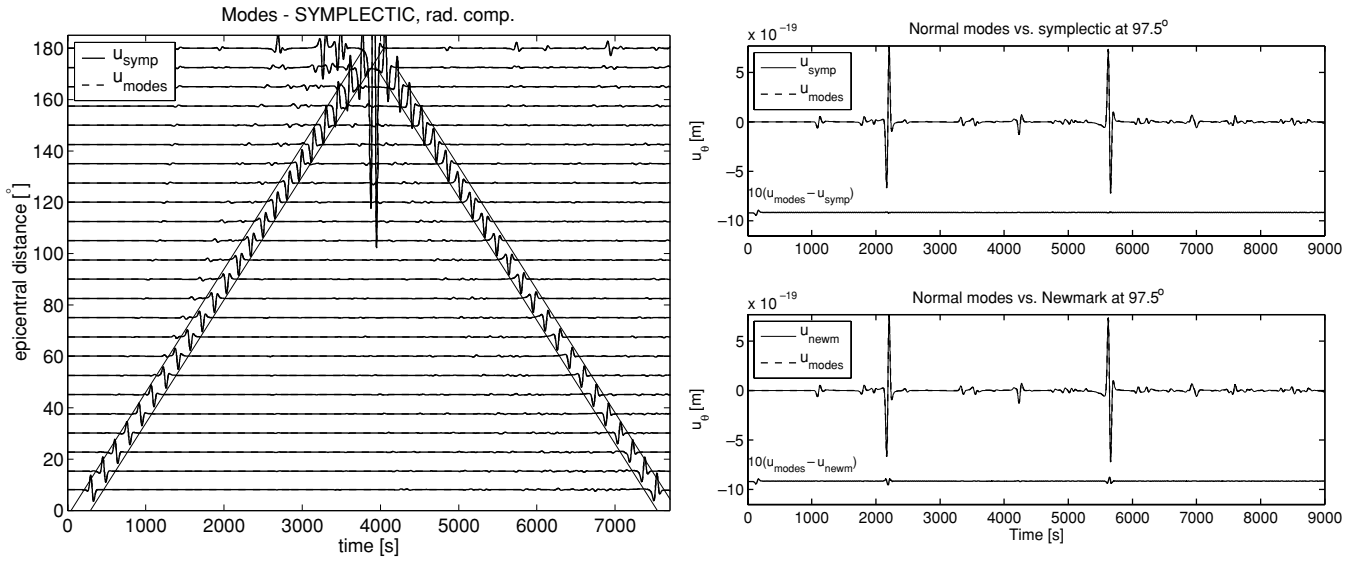 Modes - SYMPLECTIC, rad. comp.
u_symp
u_modes
180
160
140
120
100
80
60
40
20
0
epicentral distance [°]
0 1000 2000 3000 4000 5000 6000 7000
time [s]
Normal modes vs. symplectic at 97.5°
x 10^-19
u_symp
u_modes
5
0
−5
−10
u_θ [m]
10(u_modes−u_symp)
0 1000 2000 3000 4000 5000 6000 7000 8000 9000
Normal modes vs. Newmark at 97.5°
x 10^-19
u_newm
u_modes
5
0
−5
−10
u_θ [m]
10(u_modes−u_newm)
0 1000 2000 3000 4000 5000 6000 7000 8000 9000
Time [s]